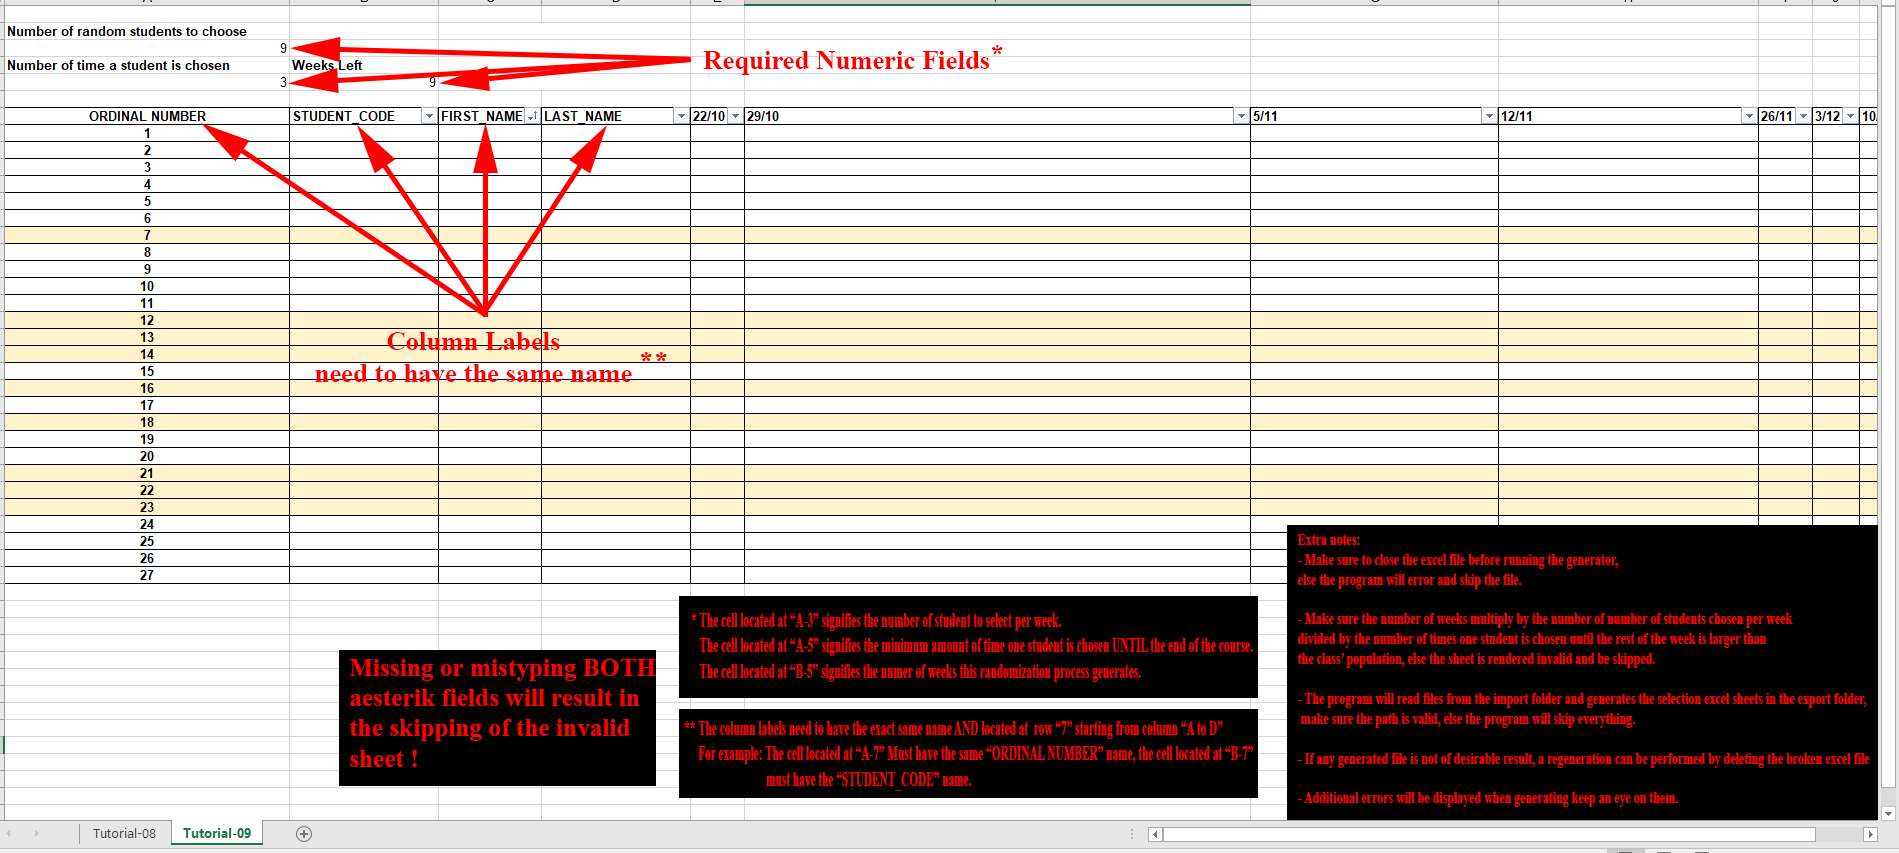 Number of random students to choose
9
Number of time a student is chosen
Weeks Left
3
9
Required Numeric Fields*
ORDINAL NUMBER STUDENT_CODE FIRST_NAME LAST_NAME 22/10 29/10 5/11 12/11 26/11 3/12 10/
1
2
3
4
5
6
7
8
9
10
11
12
13
14
15
16
17
18
19
20
21
22
23
24
25
26
27
Column Labels
need to have the same name **
Missing or mistyping BOTH
aesterik fields will result in
the skipping of the invalid
sheet !
* The cell located at “A-3” signifies the number of student to select per week.
The cell located at “A-5” signifies the minimum amount of time one student is chosen UNTIL the end of the course.
The cell located at “B-5” signifies the numer of weeks this randomization process generates.
** The column labels need to have the exact same name AND located at row “7” starting from column “A to D”
For example: The cell located at “A-7” Must have the same “ORDINAL NUMBER” name, the cell located at “B-7”
must have the “STUDENT_CODE” name.
Extra notes:
- Make sure to close the excel file before running the generator,
else the program will error and skip the file.
- Make sure the number of weeks multiply by the number of number of students chosen per week
divided by the number of times one student is chosen until the rest of the week is larger than
the class’ population, else the sheet is rendered invalid and be skipped.
- The program will read files from the import folder and generates the selection excel sheets in the export folder,
make sure the path is valid, else the program will skip everything.
- If any generated file is not of desirable result, a regeneration can be performed by deleting the broken excel file
- Additional errors will be displayed when generating keep an eye on them.
Tutorial-08
Tutorial-09